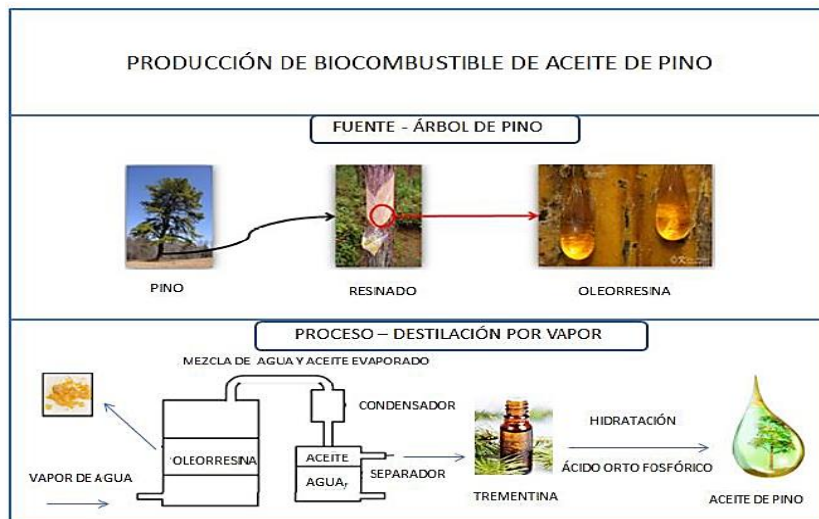 PRODUCCIÓN DE BIOCOMBUSTIBLE DE ACEITE DE PINO
FUENTE - ÁRBOL DE PINO
PINO
RESINADO
OLEORRESINA
PROCESO – DESTILACIÓN POR VAPOR
MEZCLA DE AGUA Y ACEITE EVAPORADO
CONDENSADOR
OLEORRESINA
ACEITE
AGUA
SEPARADOR
VAPOR DE AGUA
TREMENTINA
HIDRATACIÓN
ÁCIDO ORTO FOSFÓRICO
ACEITE DE PINO